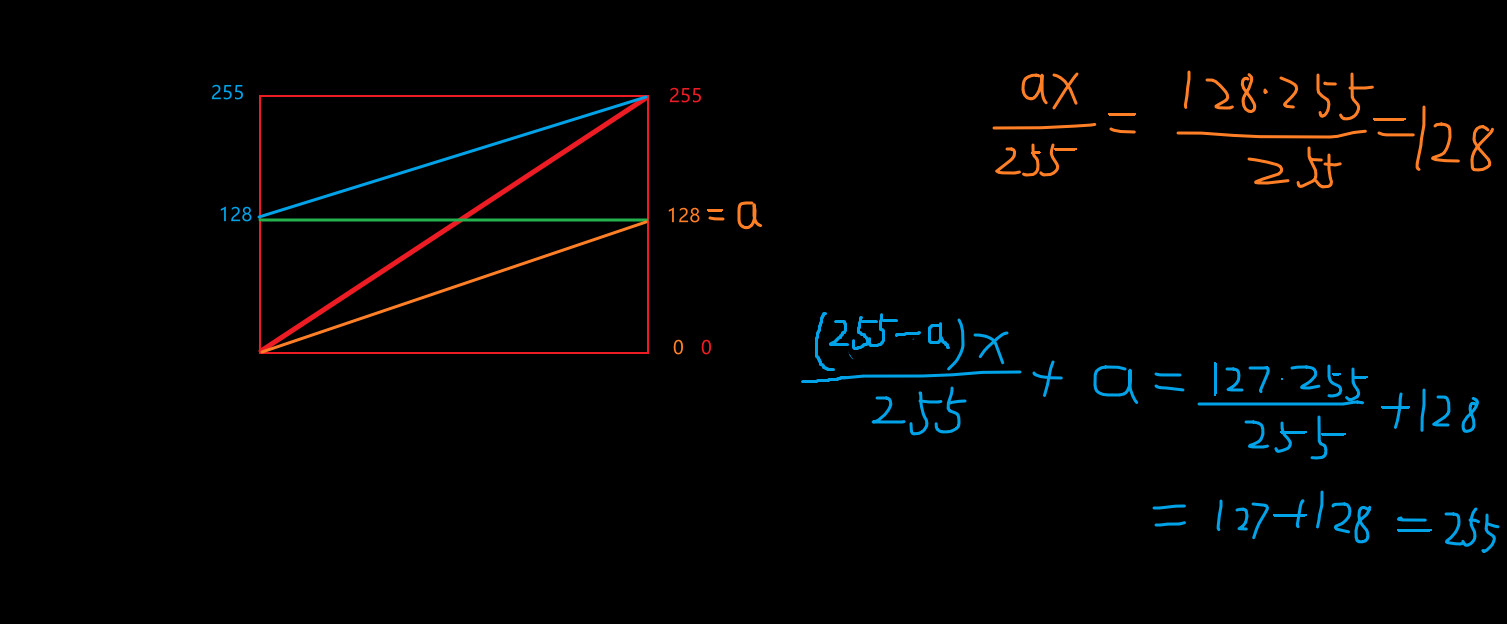 255
255
128
128 = a
0 0
ax/255 = 128·255/255 = 128
(255-a)x/255 + a = 127·255/255 + 128
= 127+128 = 255